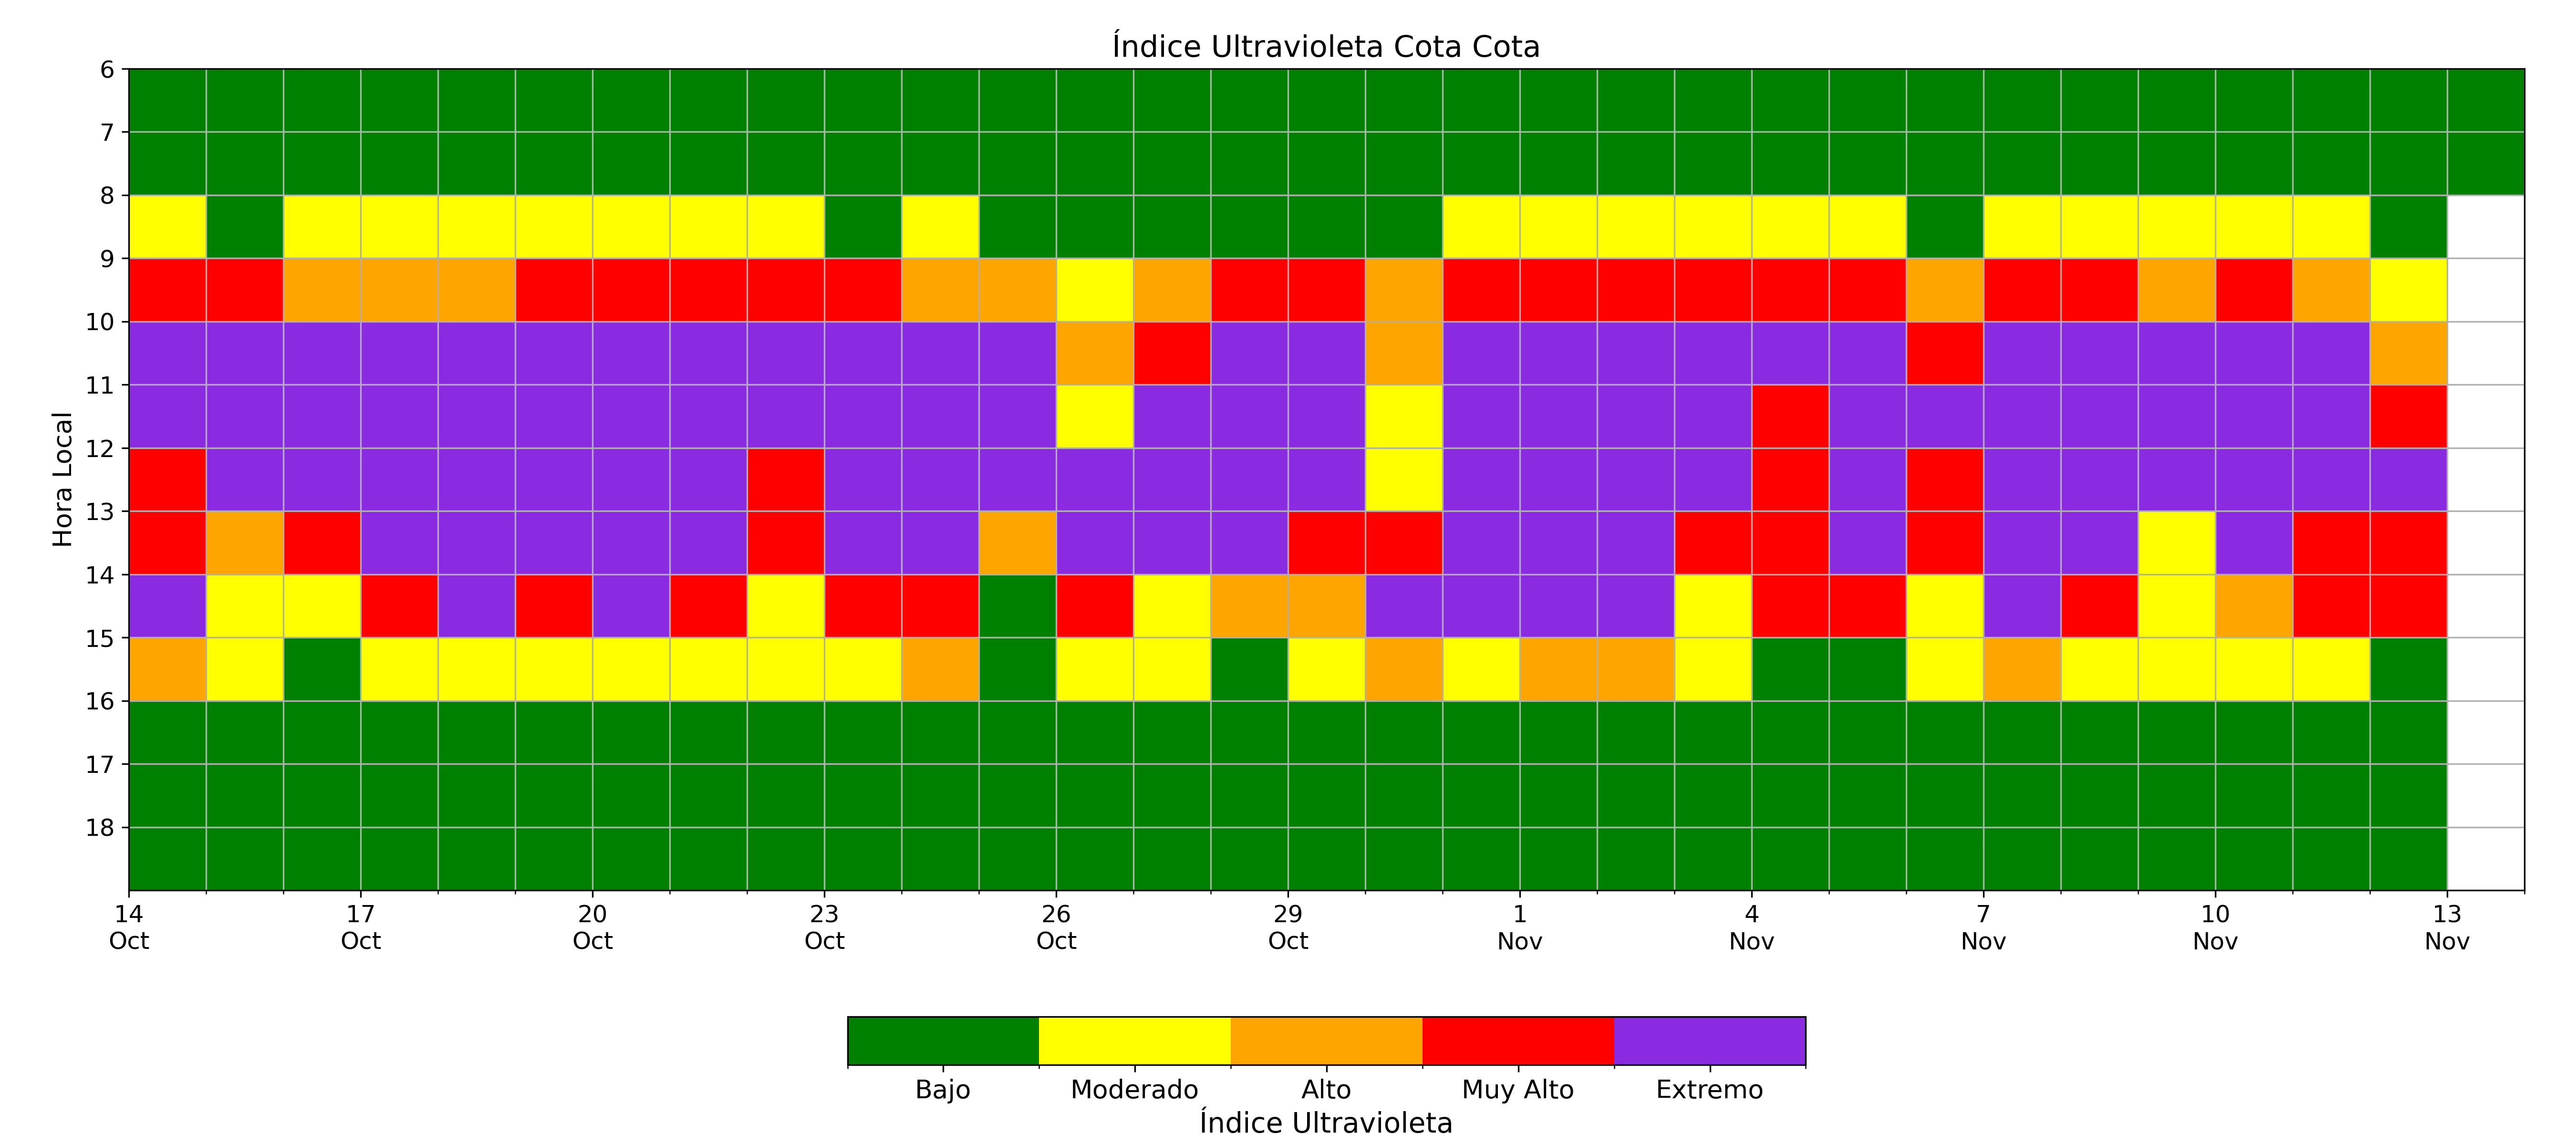 Índice Ultravioleta Cota Cota
Hora Local
6
7
8
9
10
11
12
13
14
15
16
17
18
14 17 20 23 26 29 1 4 7 10 13
Oct Oct Oct Oct Oct Oct Nov Nov Nov Nov Nov
Bajo Moderado Alto Muy Alto Extremo
Índice Ultravioleta